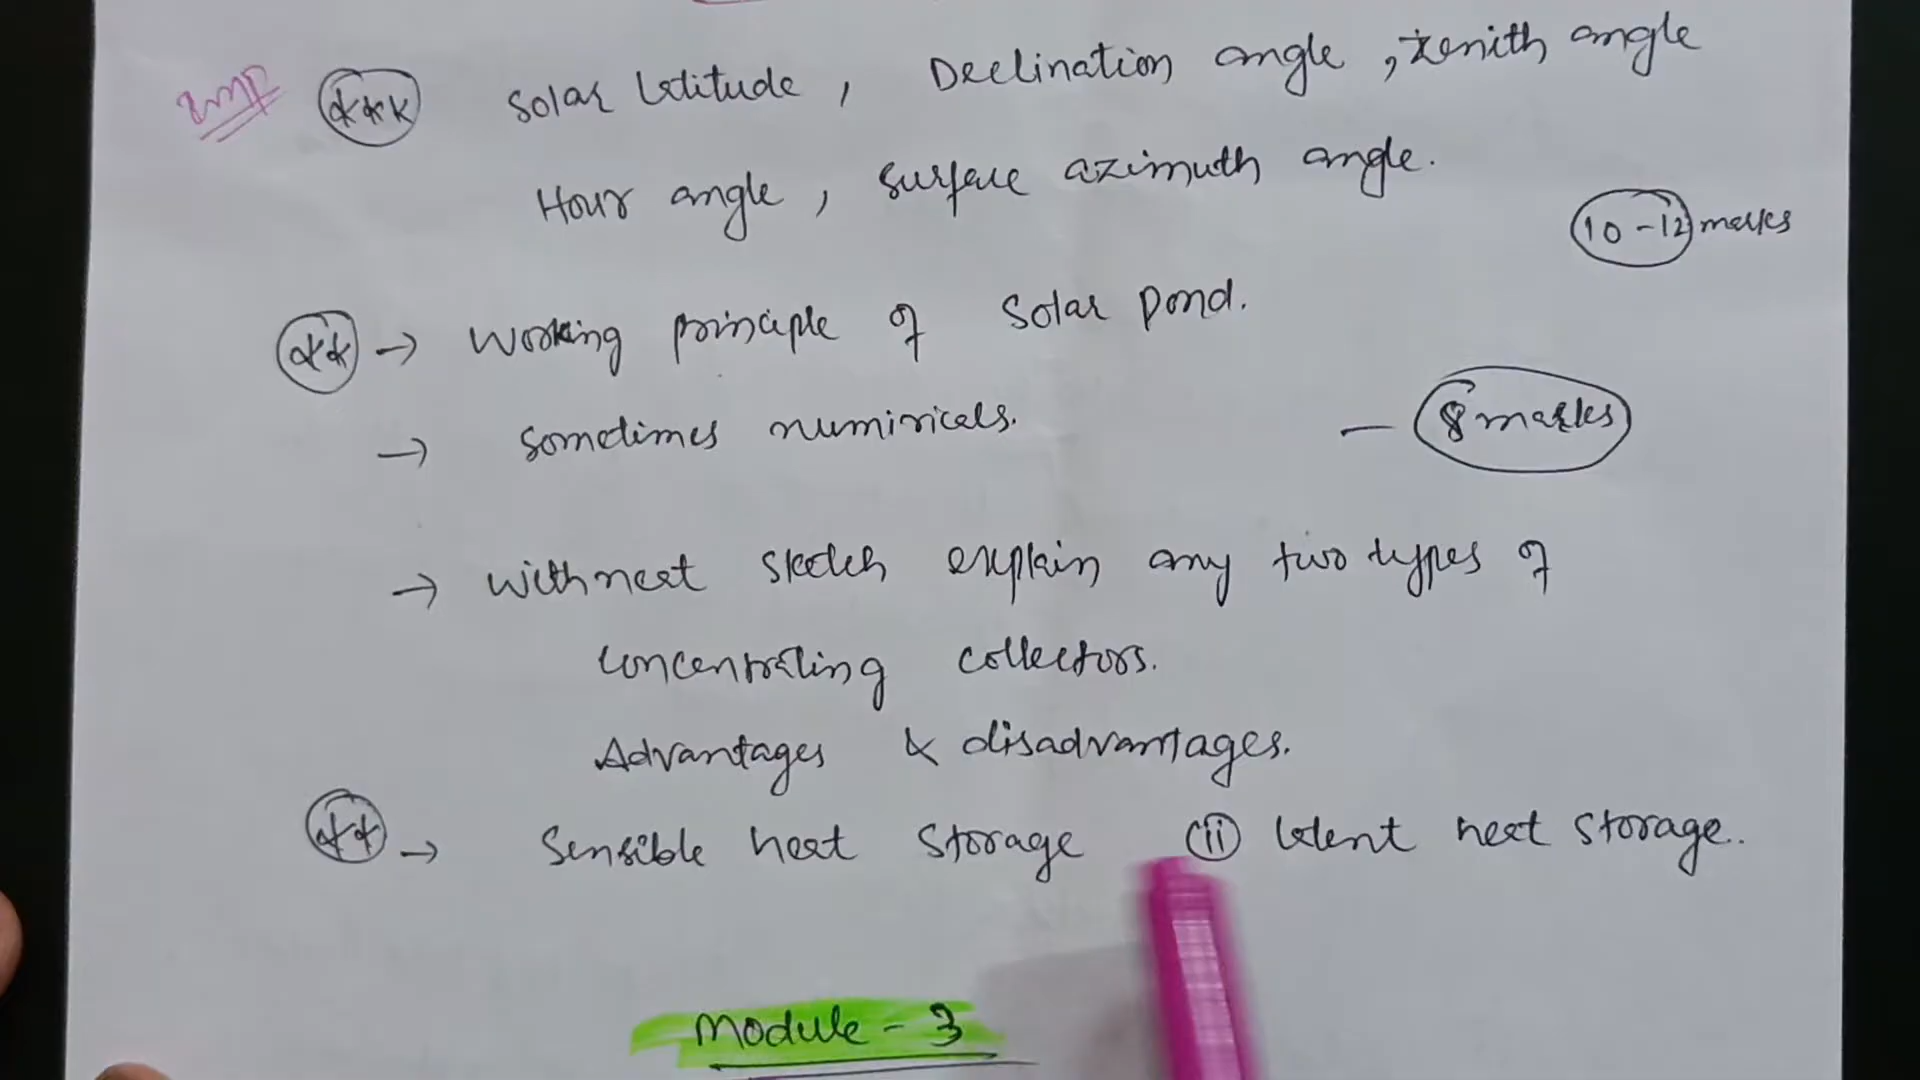 Imp *** Solar Latitude, Declination angle, zenith angle
Hour angle, surface azimuth angle.
10-12 marks
** → Working principle of Solar Pond.
→ sometimes numiricals. - 8 marks
→ with neat sketch explain any two types of
concentrating collectors.
Advantages & disadvantages.
** → Sensible heat storage (ii) latent heat storage..
Module - 3